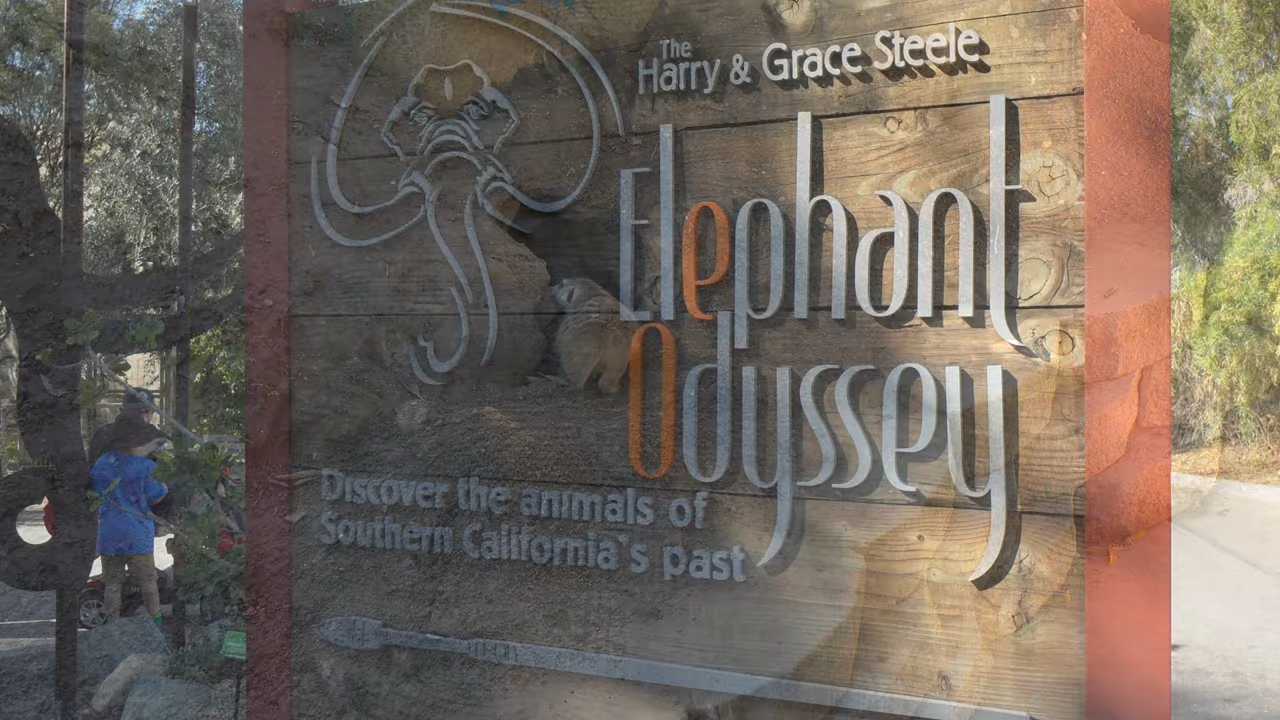 The
Harry & Grace Steele
Elephant
Odyssey
Discover the animals of
Southern California's past